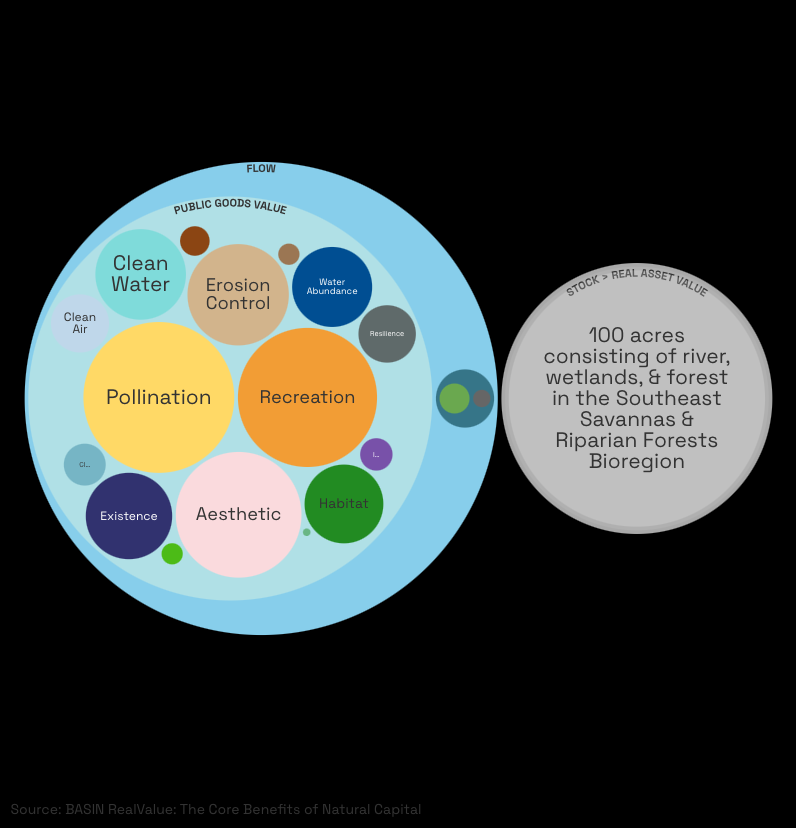 FLOW
PUBLIC GOODS VALUE
Clean
Water
Erosion
Control
Water
Abundance
Clean
Air
Resilience
Pollination
Recreation
Cl...
I...
Existence
Aesthetic
Habitat
STOCK > REAL ASSET VALUE
100 acres
consisting of river,
wetlands, & forest
in the Southeast
Savannas &
Riparian Forests
Bioregion
Source: BASIN RealValue: The Core Benefits of Natural Capital